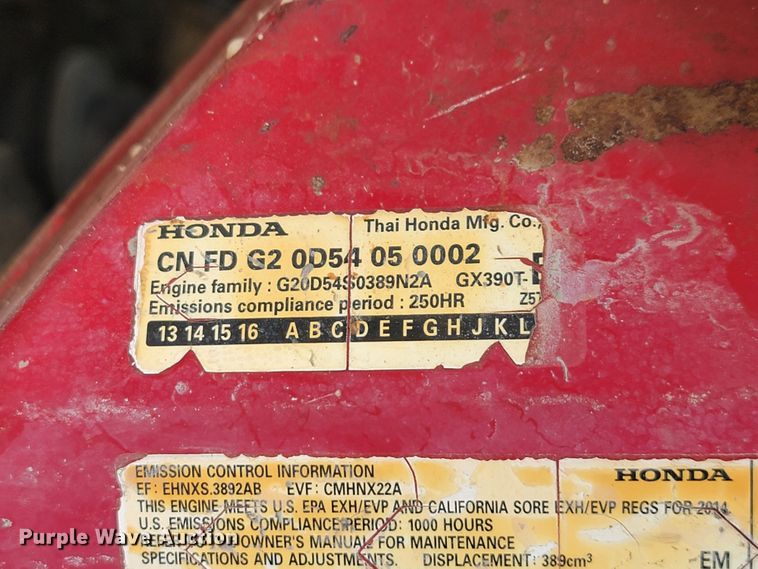 HONDA Thai Honda Mfg. Co.,
CN FD G2 0D54 05 0002
Engine family : G20D54S0389N2A GX390T-
Emissions compliance period : 250HR Z5T
13 14 15 16 A B C D E F G H J K L
EMISSION CONTROL INFORMATION HONDA
EF: EHNXS.3892AB EVF: CMHNX22A
THIS ENGINE MEETS U.S. EPA EXH/EVP AND CALIFORNIA SORE EXH/EVP REGS FOR 2014
U.S. EMISSIONS COMPLIANCE PERIOD: 1000 HOURS
OWNER'S MANUAL FOR MAINTENANCE
SPECIFICATIONS AND ADJUSTMENTS. DISPLACEMENT: 389cm³ EM
Purple Wave Auction